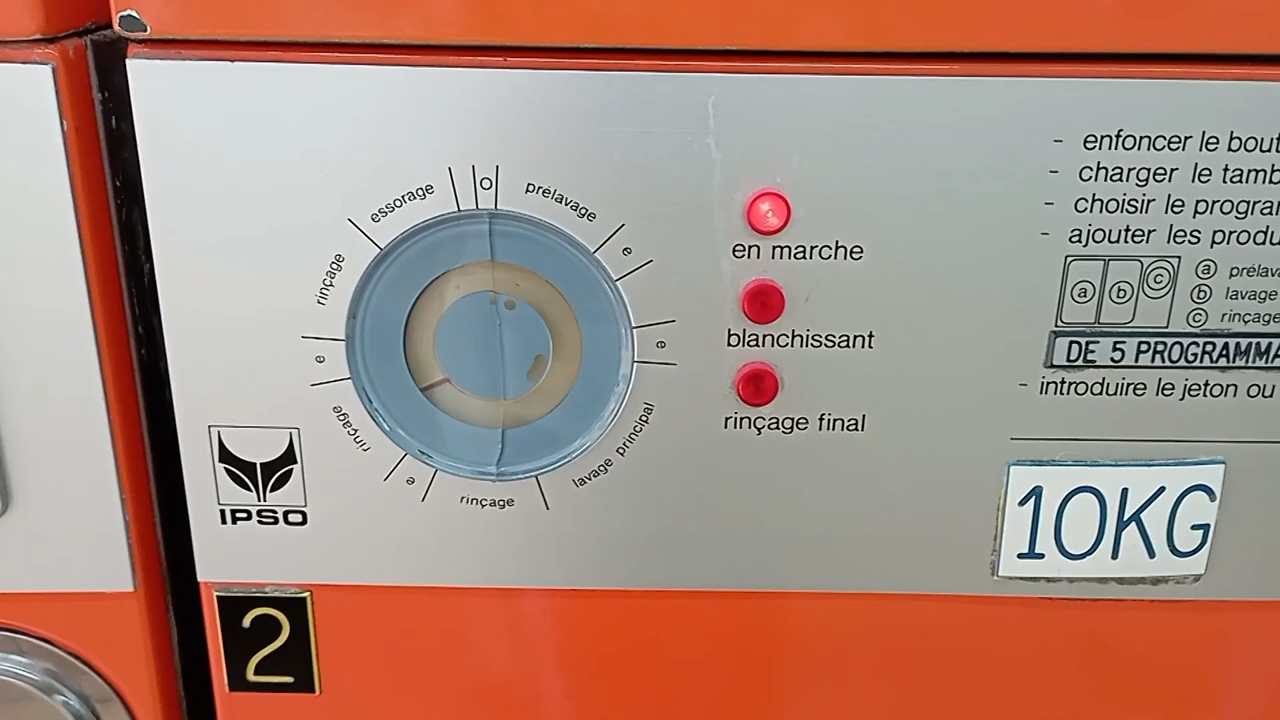 O
prélavage
e
e
lavage principal
rinçage
e
rinçage
e
rinçage
essorage
en marche
blanchissant
rinçage final
- enfoncer le bout
- charger le tamb
- choisir le progra
- ajouter les produ
a b c
a préla
b lavage
c rinçage
DE 5 PROGRAMMA
- introduire le jeton ou
10KG
IPSO
2